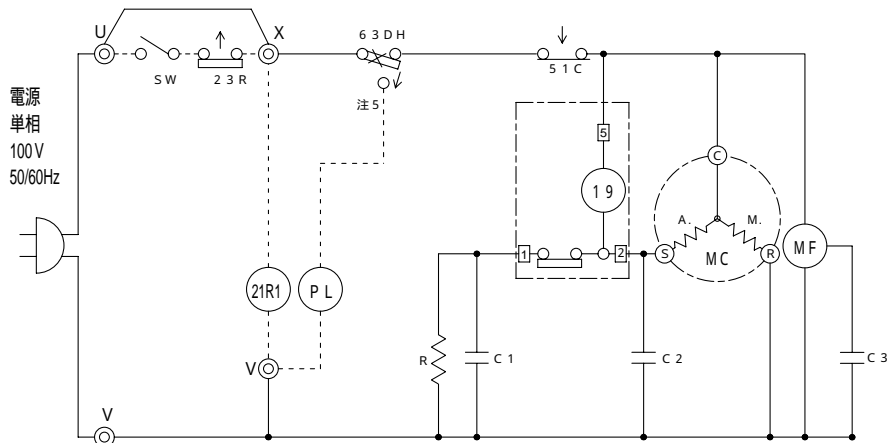 U
X
63DH
SW
23R
51C
注5
電源
単相
100V
50/60Hz
5
C
19
A.
M.
S
MC
R
MF
1
2
21R1
PL
R
C1
C2
C3
V
V